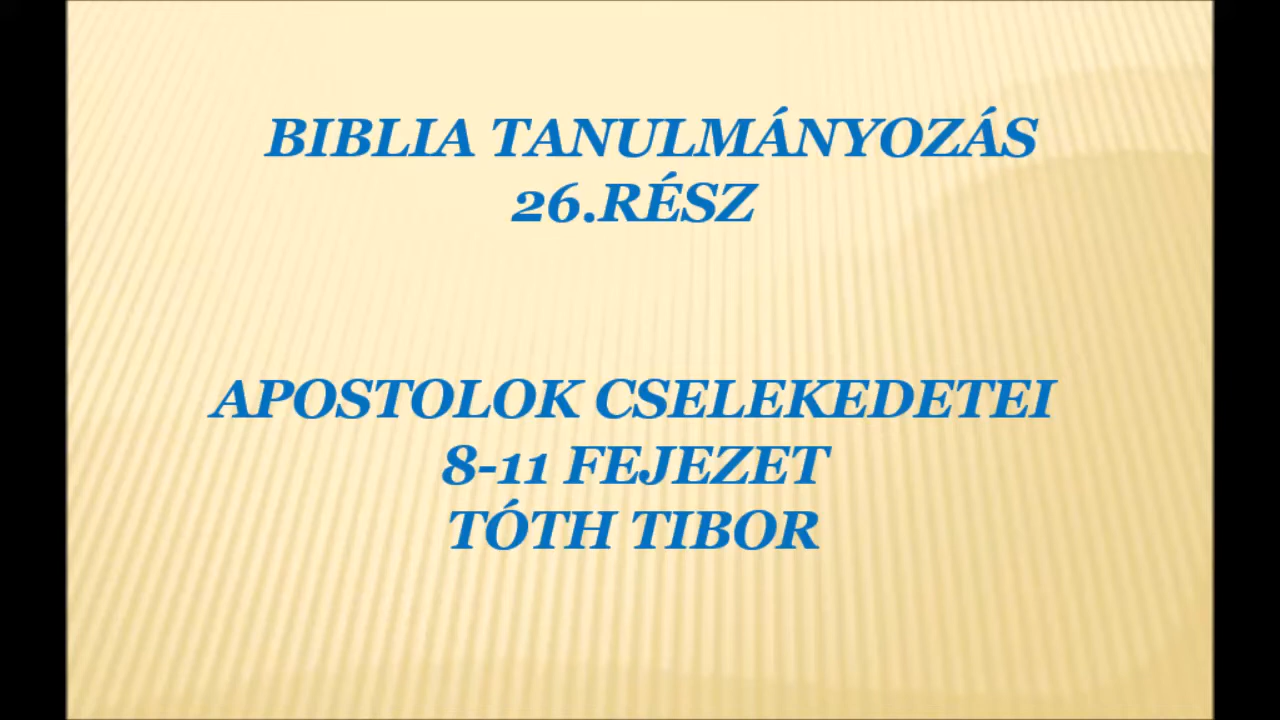 BIBLIA TANULMÁNYOZÁS
26.RÉSZ
APOSTOLOK CSELEKEDETEI
8-11 FEJEZET
TÓTH TIBOR